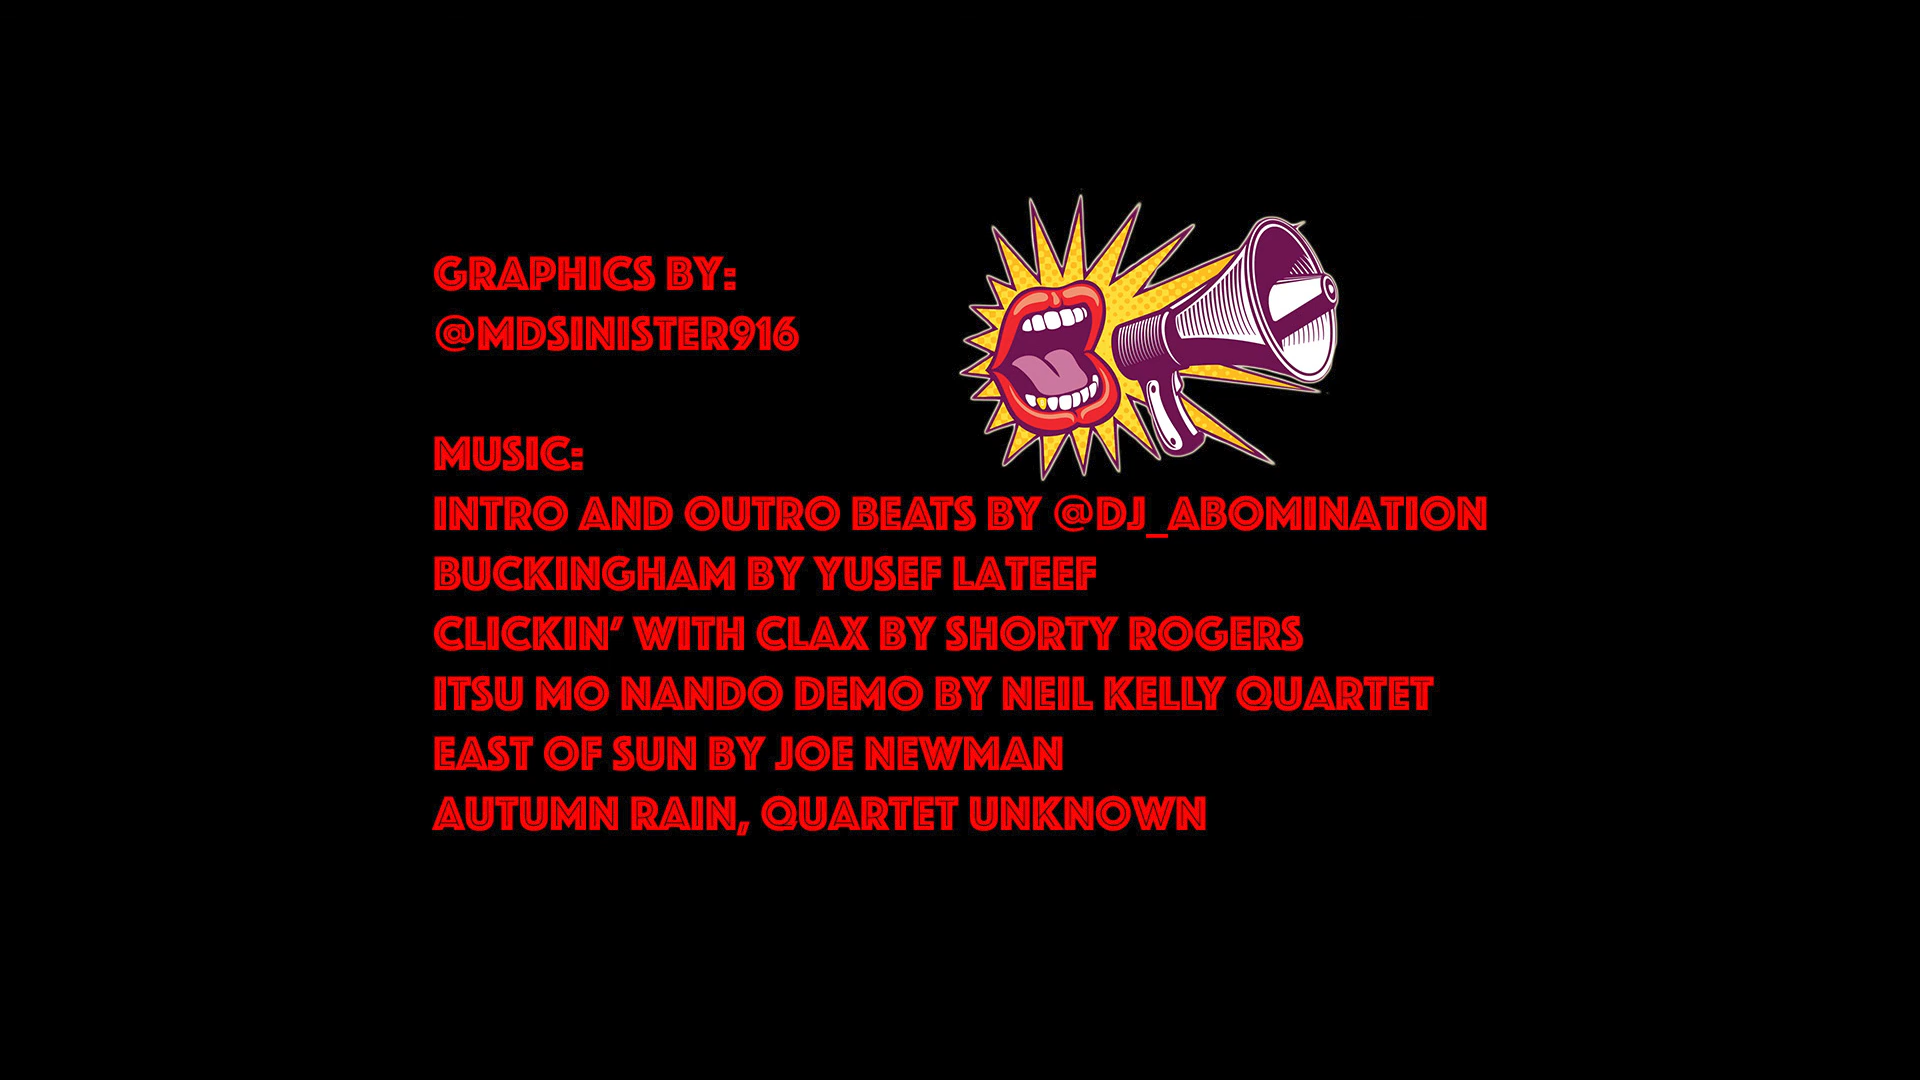 GRAPHICS BY:
@MDSINISTER916
MUSIC:
INTRO AND OUTRO BEATS BY @DJ_ABOMINATION
BUCKINGHAM BY YUSEF LATEEF
CLICKIN’ WITH CLAX BY SHORTY ROGERS
ITSU MO NANDO DEMO BY NEIL KELLY QUARTET
EAST OF SUN BY JOE NEWMAN
AUTUMN RAIN, QUARTET UNKNOWN